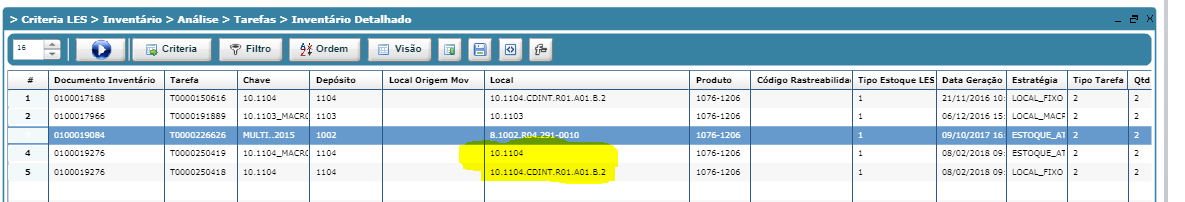 > Criteria LES > Inventário > Análise > Tarefas > Inventário Detalhado
16 Criteria Filtro Ordem Visão
# Documento Inventário Tarefa Chave Depósito Local Origem Mov Local Produto Código Rastreabilida Tipo Estoque LES Data Geração Estratégia Tipo Tarefa Qtd
1 0100017188 T0000150616 10.1104 1104 10.1104.CDINT.R01.A01.B.2 1076-1206 1 21/11/2016 10: LOCAL_FIXO 2 2
2 0100017966 T0000191889 10.1103_MACRO 1103 10.1103 1076-1206 1 06/12/2016 15: LOCAL_MACR 2 2
0100019084 T0000226626 MULTI..2015 1002 8.1002.R04.291-0010 1076-1206 1 09/10/2017 16: ESTOQUE_AT 2 2
4 0100019276 T0000250419 10.1104_MACRO 1104 10.1104 1076-1206 1 08/02/2018 09: ESTOQUE_AT 2 2
5 0100019276 T0000250418 10.1104 1104 10.1104.CDINT.R01.A01.B.2 1076-1206 1 08/02/2018 09: LOCAL_FIXO 2 2